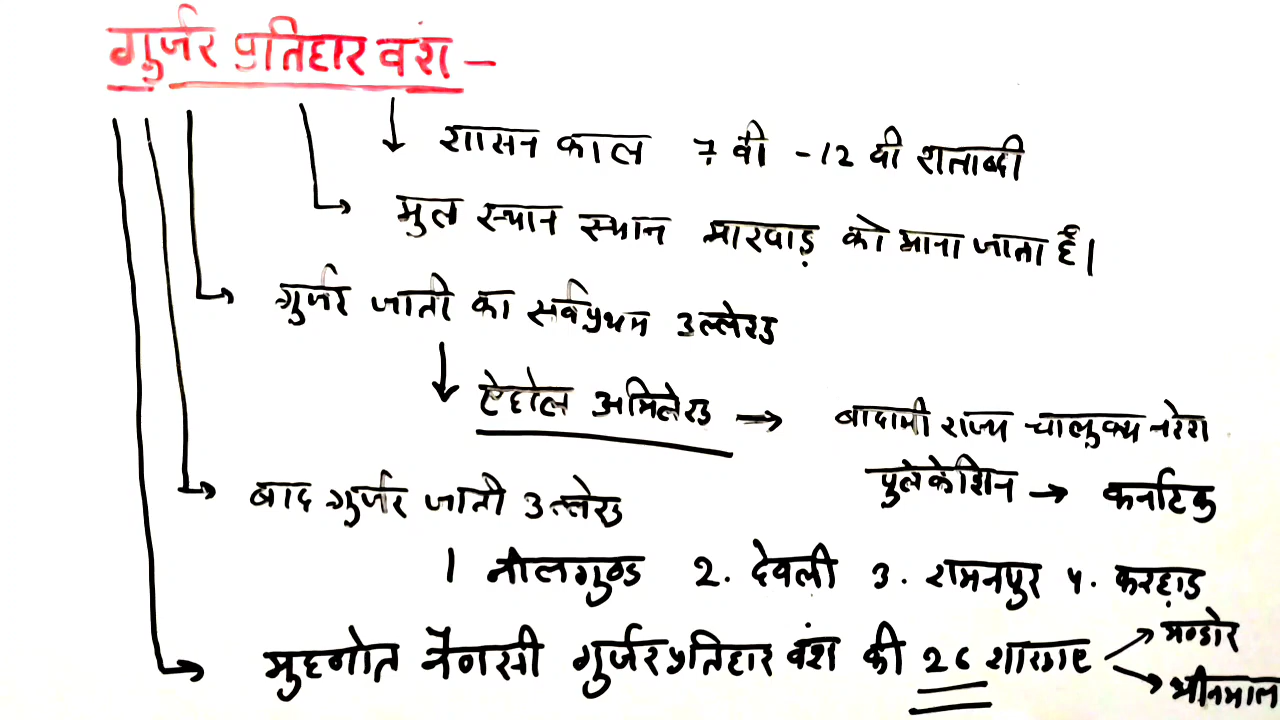 गुर्जर प्रतिहार वंश -
शासन काल 7 वी - 12 वी शताब्दी
मुल स्थान स्थान मारवाड़ को माना जाता है।
गुर्जर जाती का सर्वप्रथम उल्लेख
ऐहोल अभिलेख → बादामी राज्य चालुक्य नरेश
पुलकेशिन → कर्नाटक
बाद गुर्जर जाती उल्लेख
1 नीलगुण्ड 2. देवली 3. रामनपुर 4. करहाड़
मुहणोत नैणसी गुर्जर प्रतिहार वंश की 26 शाखाए
मण्डोर
भीनमाल